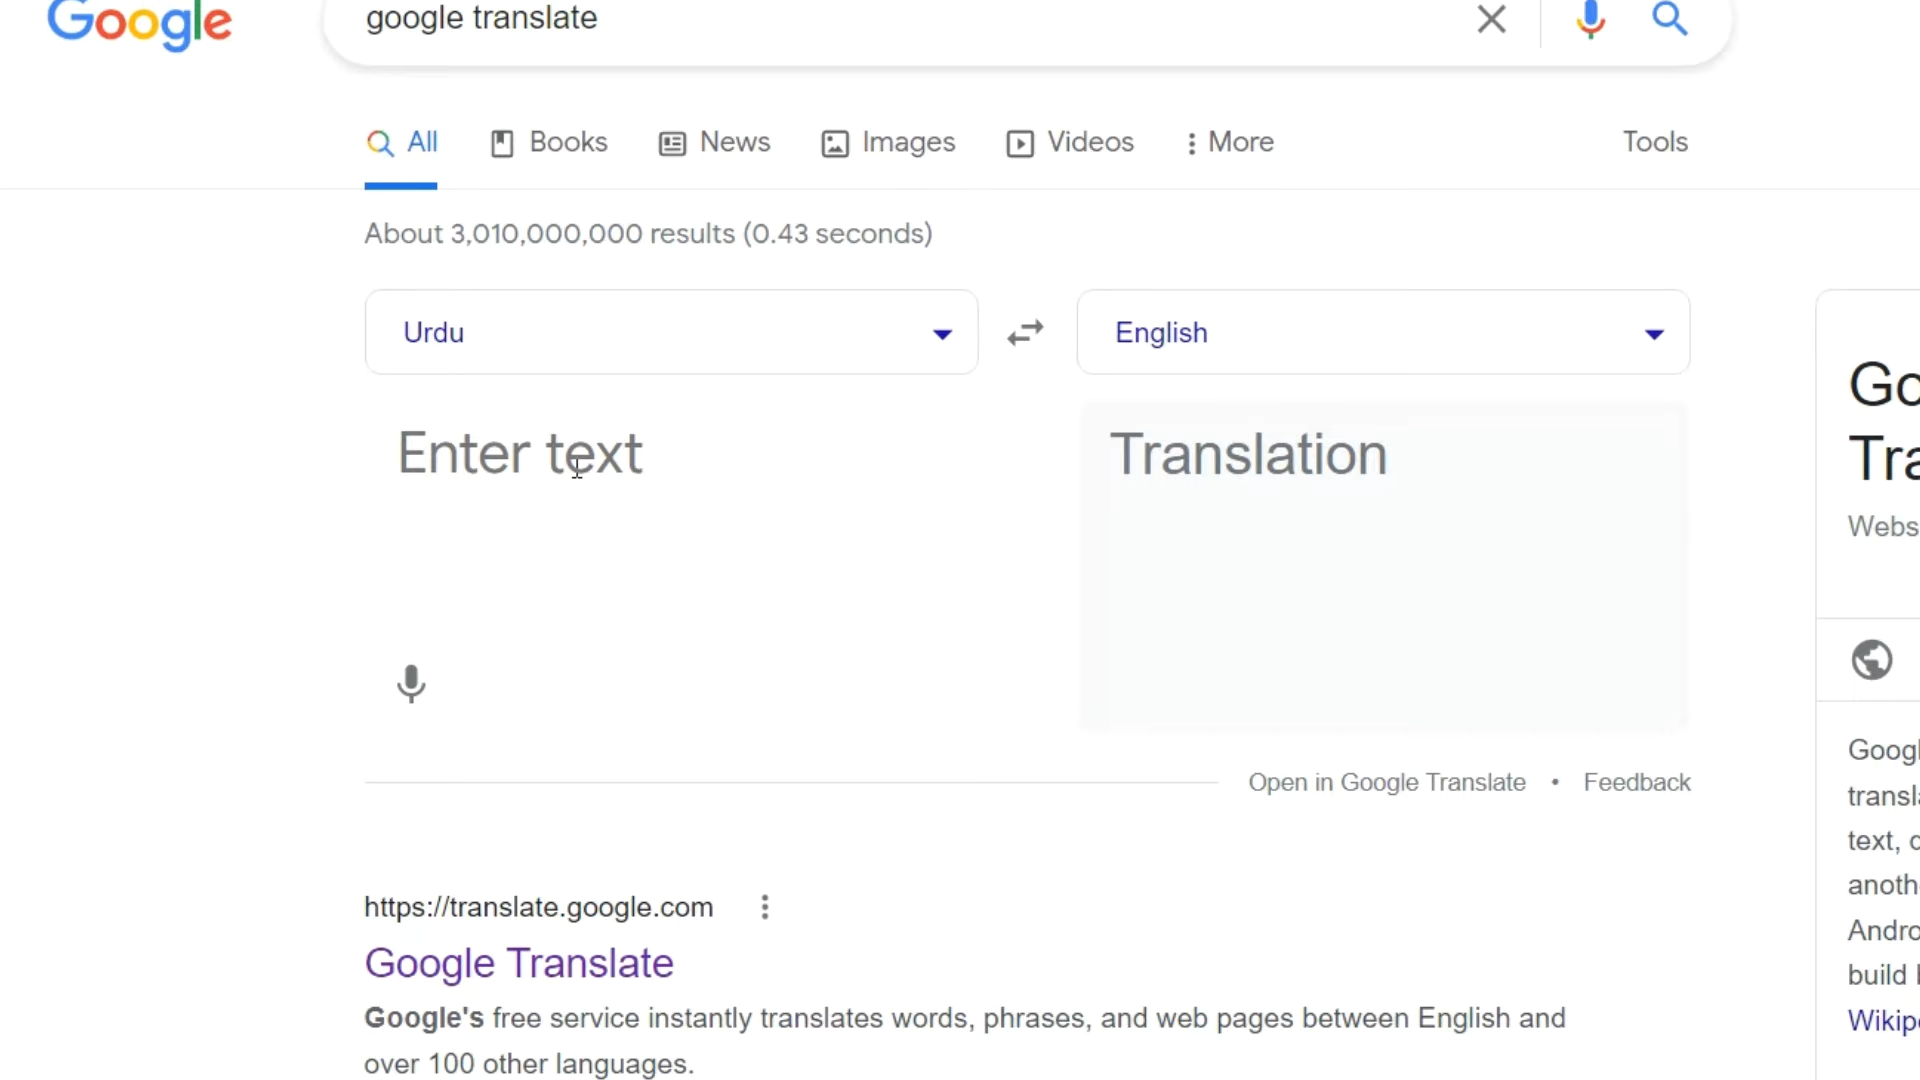 Google
google translate
All
Books
News
Images
Videos
More
Tools
About 3,010,000,000 results (0.43 seconds)
Urdu
English
Enter text
Translation
Open in Google Translate • Feedback
https://translate.google.com
Google Translate
Google's free service instantly translates words, phrases, and web pages between English and
over 100 other languages.
text,
build